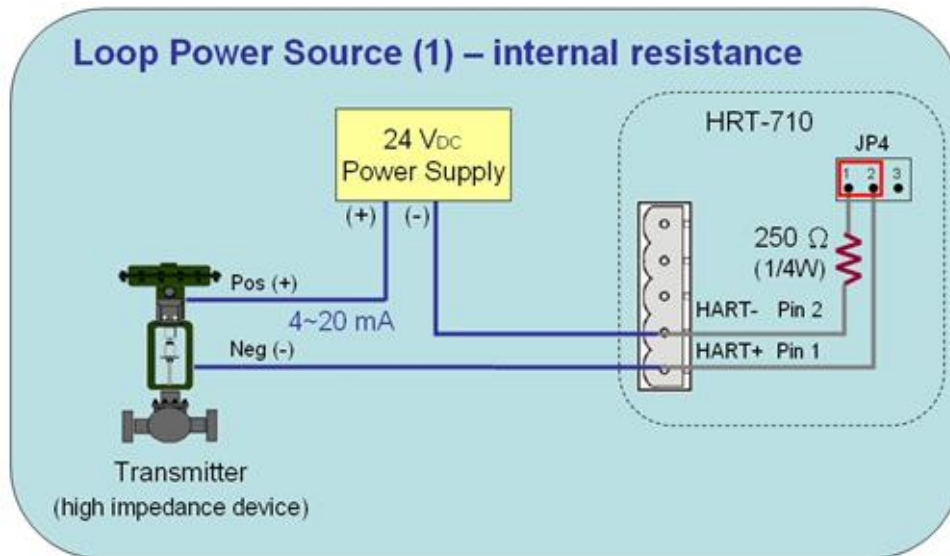 Loop Power Source (1) – internal resistance
24 VDC
Power Supply
(+) (-)
HRT-710
JP4
1 2 3
250 Ω
(1/4W)
Pos (+)
4~20 mA
HART- Pin 2
Neg (-)
HART+ Pin 1
Transmitter
(high impedance device)